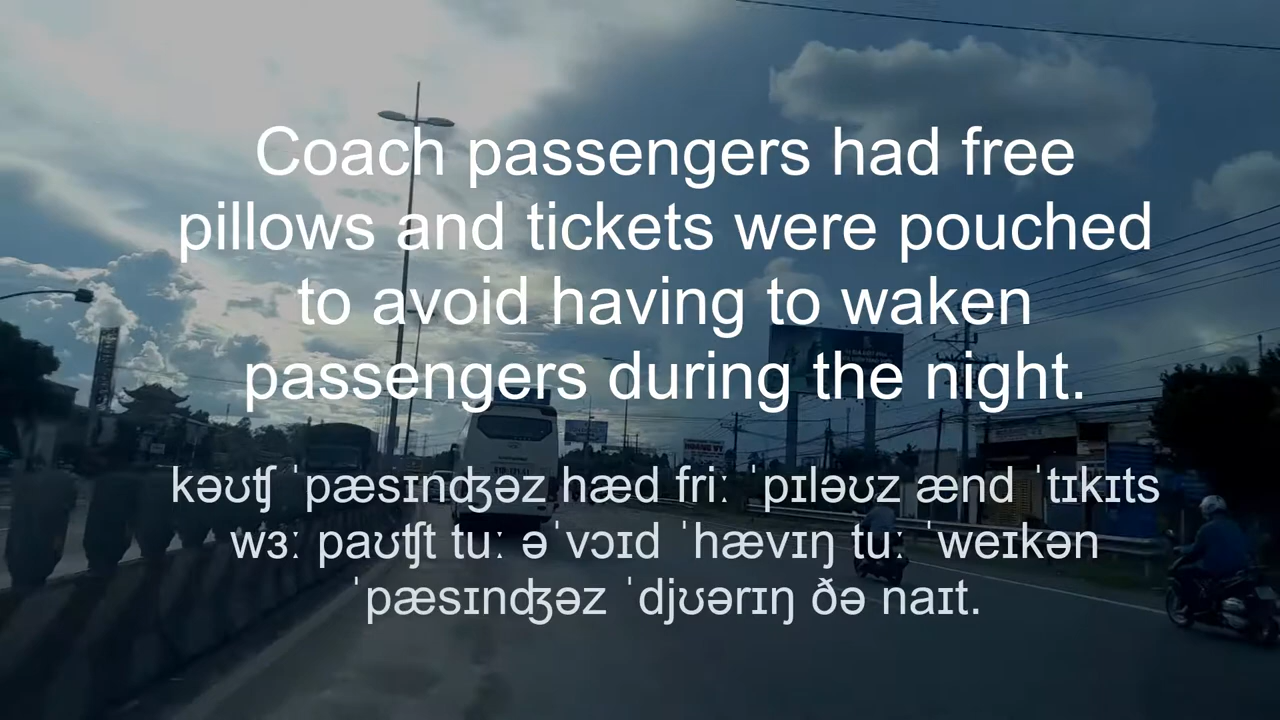 Coach passengers had free
pillows and tickets were pouched
to avoid having to waken
passengers during the night.
kəʊʧ ˈpæsɪnʤəz hæd friː ˈpɪləʊz ænd ˈtɪkɪts
wɜː paʊʧt tuː əˈvɔɪd ˈhævɪŋ tuː ˈweɪkən
ˈpæsɪnʤəz ˈdjʊərɪŋ ðə naɪt.